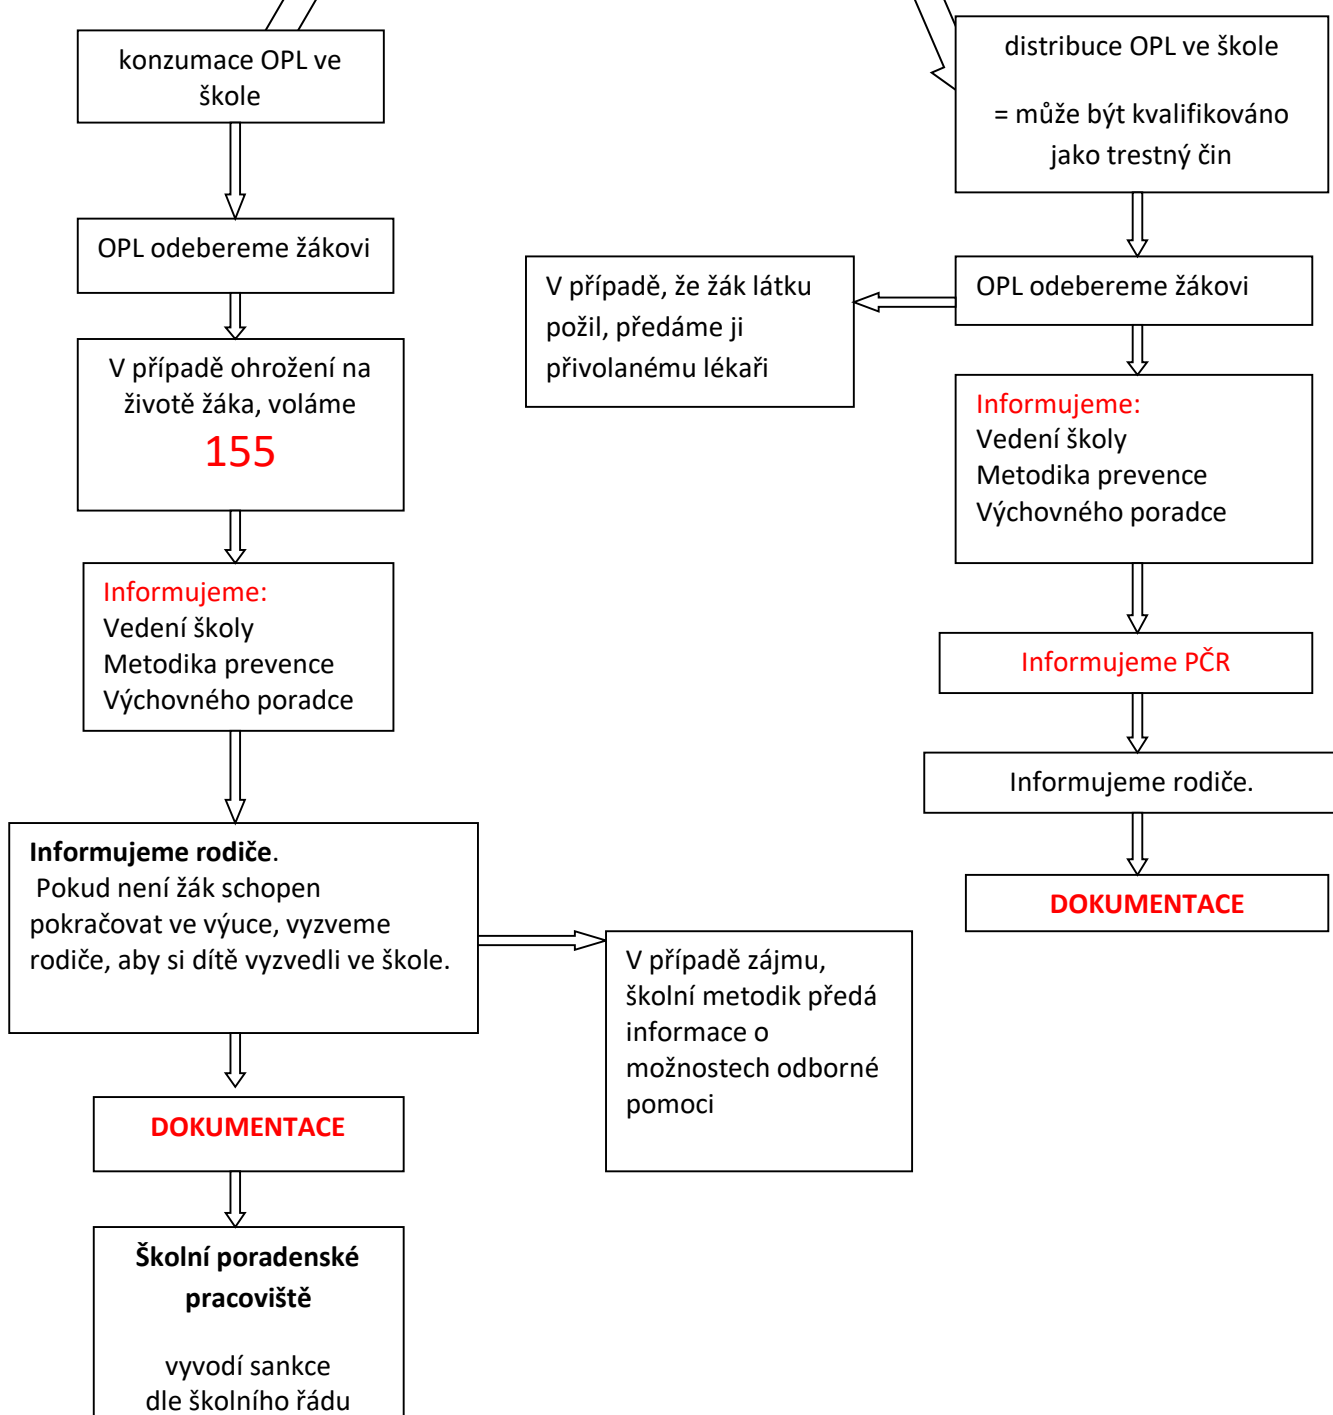 konzumace OPL ve
škole
OPL odebereme žákovi
V případě ohrožení na
životě žáka, voláme
155
Informujeme:
Vedení školy
Metodika prevence
Výchovného poradce
Informujeme rodiče.
Pokud není žák schopen
pokračovat ve výuce, vyzveme
rodiče, aby si dítě vyzvedli ve škole.
V případě zájmu,
školní metodik předá
informace o
možnostech odborné
pomoci
DOKUMENTACE
Školní poradenské
pracoviště
vyvodí sankce
dle školního řádu
distribuce OPL ve škole
= může být kvalifikováno
jako trestný čin
OPL odebereme žákovi
V případě, že žák látku
požil, předáme ji
přivolanému lékaři
Informujeme:
Vedení školy
Metodika prevence
Výchovného poradce
Informujeme PČR
Informujeme rodiče.
DOKUMENTACE